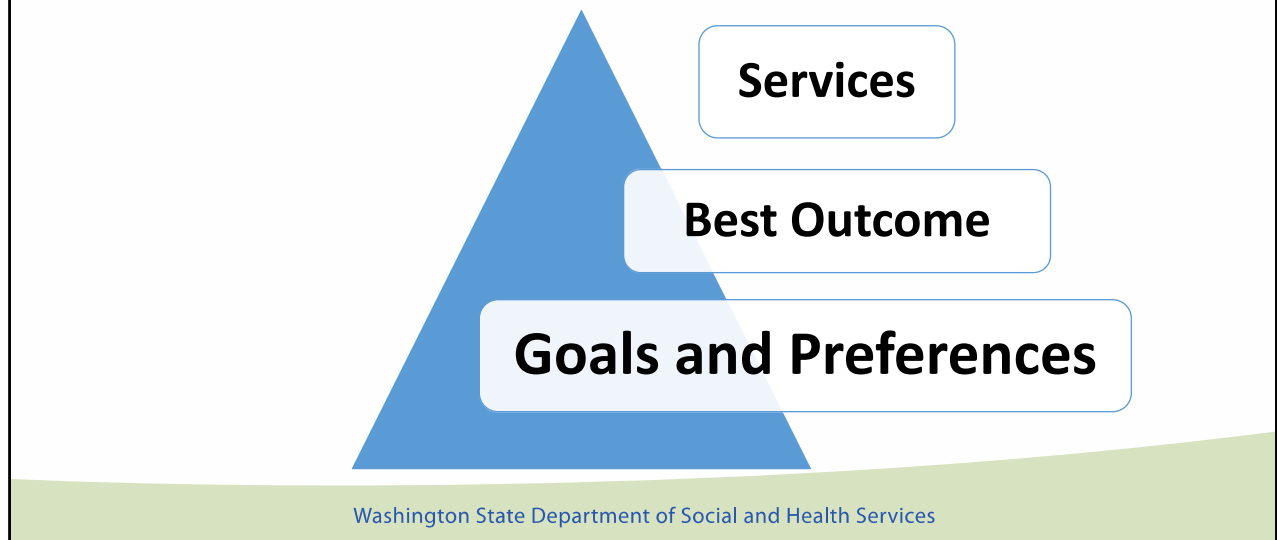 Services
Best Outcome
Goals and Preferences
Washington State Department of Social and Health Services